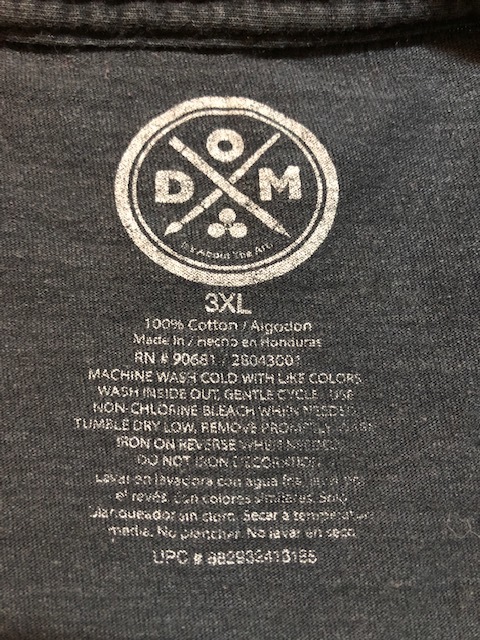 D O M
It's About The Art
3XL
100% Cotton / Algodon
Made In / Hecho en Honduras
RN # 90681 / 28043001
MACHINE WASH COLD WITH LIKE COLORS
WASH INSIDE OUT, GENTLE CYCLE. USE
NON-CHLORINE BLEACH WHEN NEEDED.
TUMBLE DRY LOW, REMOVE PROMPTLY.
IRON ON REVERSE WHEN NEEDED.
DO NOT IRON DECORATION
Lavar en lavadora con agua fria,
el revés. Con colores similares. Solo
blanqueador sin cloro. Secar a temperatura
media. No planchar. No lavar en seco.
UPC # 882932413185